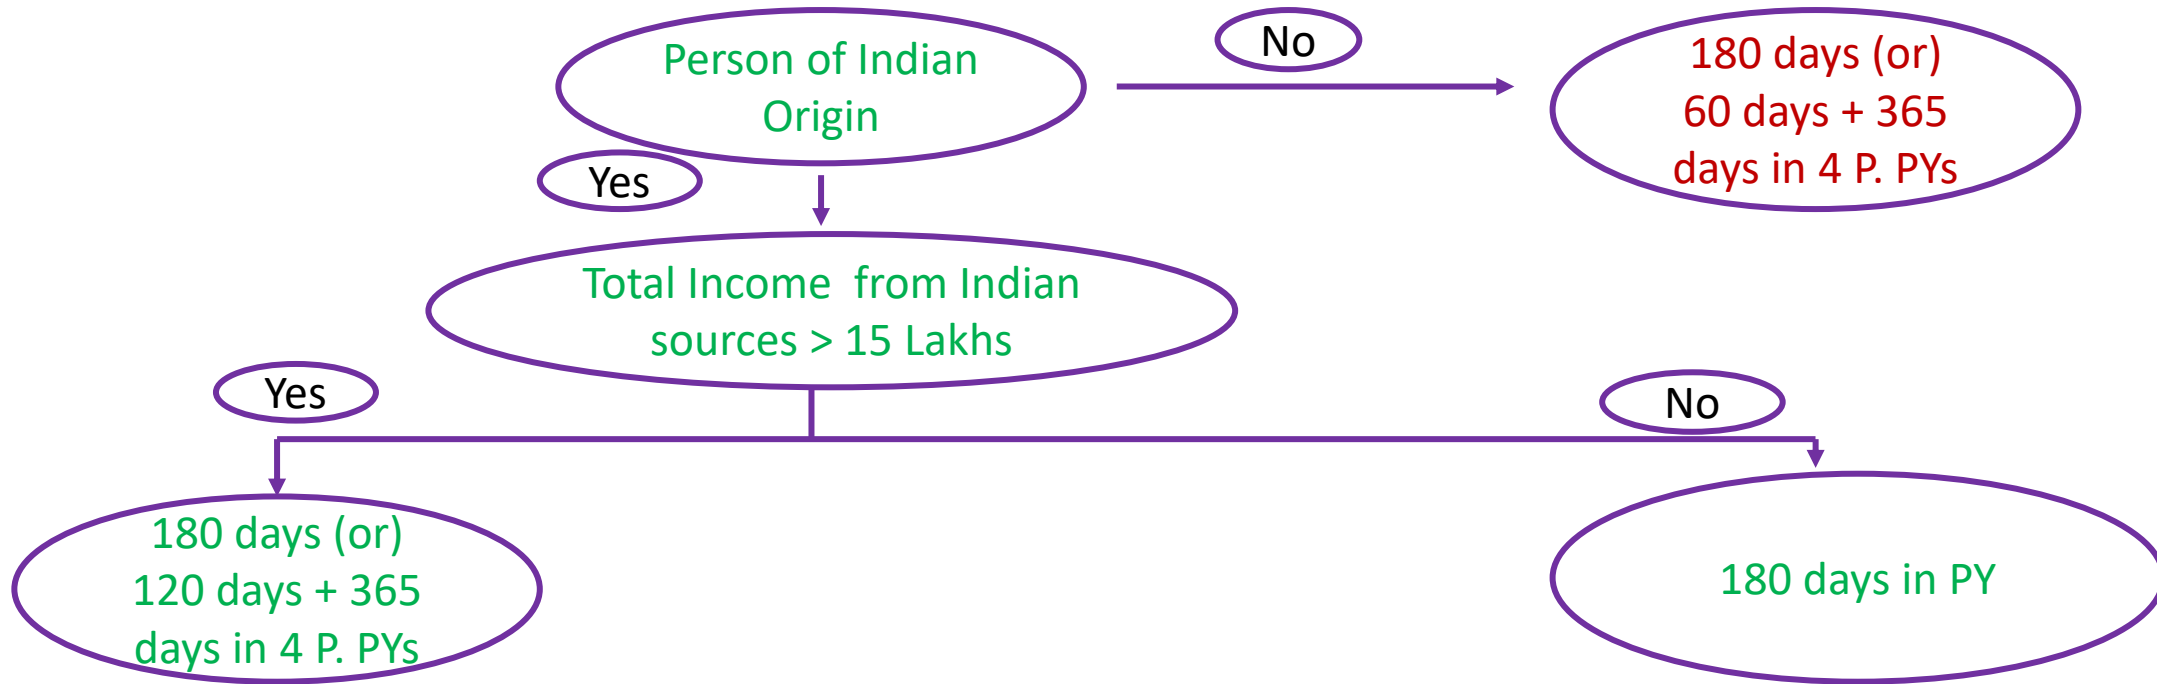 Person of Indian
Origin
No
180 days (or)
60 days + 365
days in 4 P. PYs
Yes
Total Income  from Indian
sources > 15 Lakhs
Yes
No
180 days (or)
120 days + 365
days in 4 P. PYs
180 days in PY